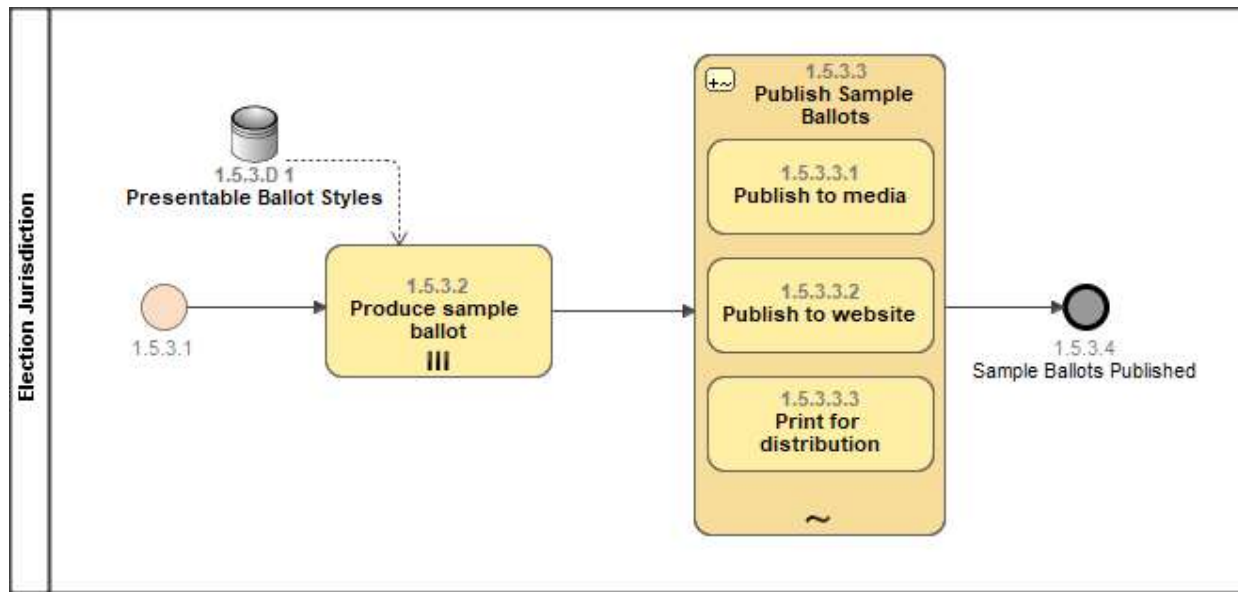 Election Jurisdiction
1.5.3.D 1
Presentable Ballot Styles
1.5.3.1
1.5.3.2
Produce sample
ballot
1.5.3.3
Publish Sample
Ballots
1.5.3.3.1
Publish to media
1.5.3.3.2
Publish to website
1.5.3.3.3
Print for
distribution
1.5.3.4
Sample Ballots Published